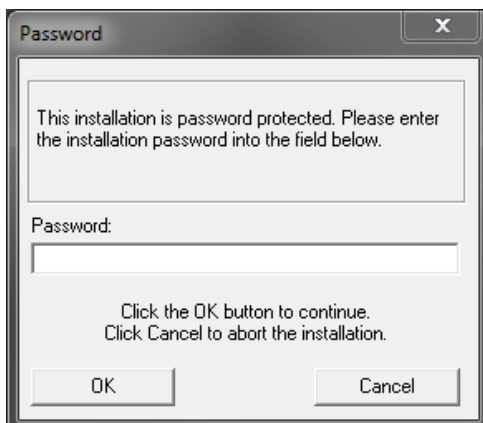 Password
This installation is password protected. Please enter
the installation password into the field below.
Password:
Click the OK button to continue.
Click Cancel to abort the installation.
OK
Cancel